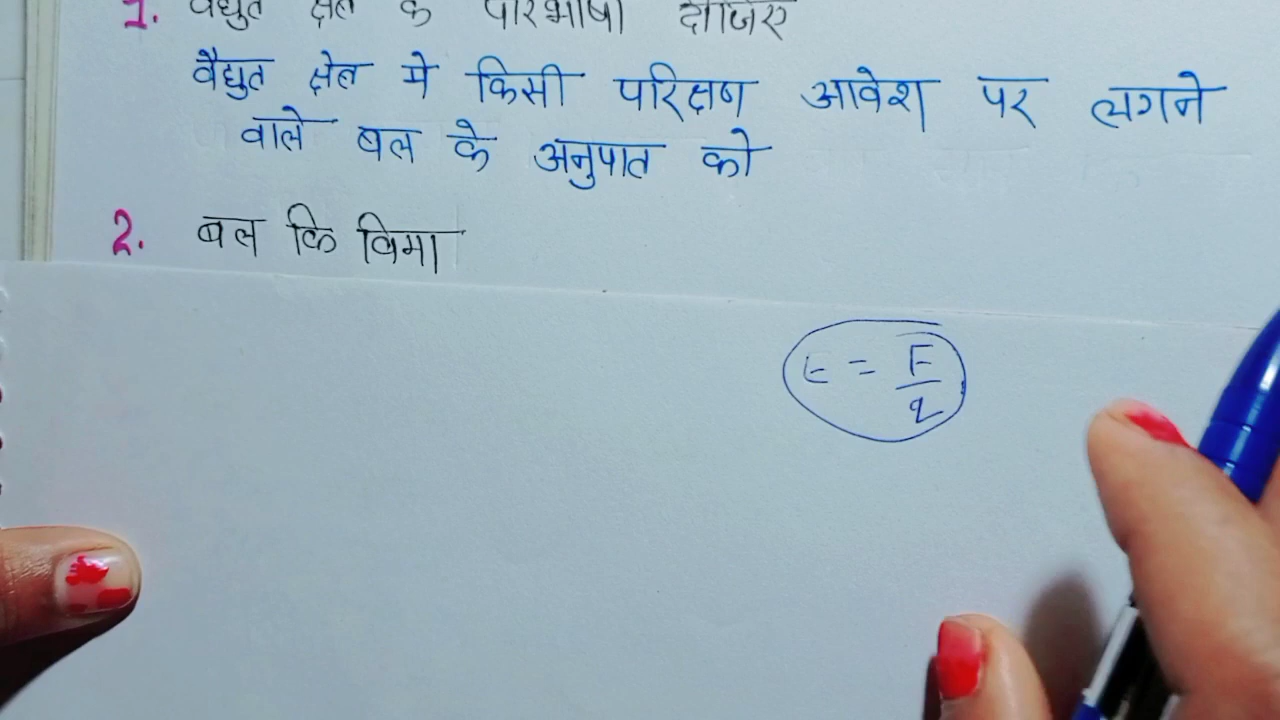 1. वैद्युत क्षेत्र के परिभाषा दीजिए
वैद्युत क्षेत्र मे किसी परिक्षण आवेश पर लगने
वाले बल के अनुपात को
2. बल कि विमा
E = F/q